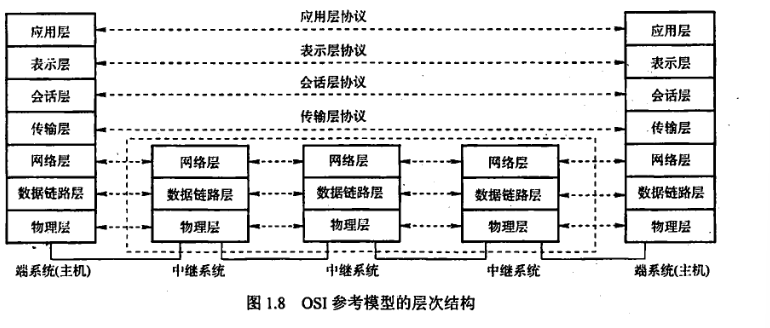 应用层协议
应用层 应用层
表示层协议
表示层 表示层
会话层协议
会话层 会话层
传输层协议
传输层 传输层
网络层 网络层 网络层 网络层 网络层
数据链路层 数据链路层 数据链路层 数据链路层 数据链路层
物理层 物理层 物理层 物理层 物理层
端系统(主机) 中继系统 中继系统 中继系统 端系统(主机)
图 1.8 OSI 参考模型的层次结构